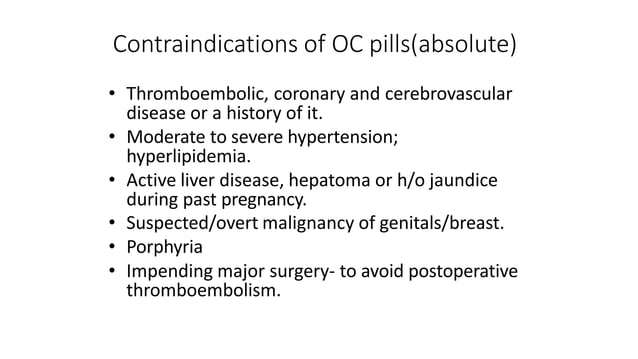 Contraindications of OC pills(absolute)
• Thromboembolic, coronary and cerebrovascular
disease or a history of it.
• Moderate to severe hypertension;
hyperlipidemia.
• Active liver disease, hepatoma or h/o jaundice
during past pregnancy.
• Suspected/overt malignancy of genitals/breast.
• Porphyria
• Impending major surgery- to avoid postoperative
thromboembolism.